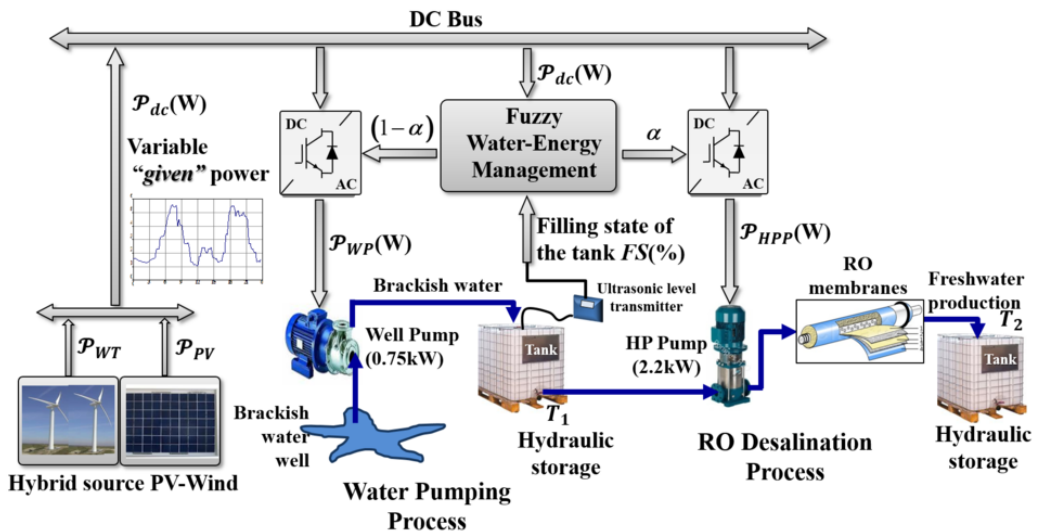 DC Bus
𝒫dc(W)
Variable
“given” power
𝒫WT
𝒫PV
Hybrid source PV-Wind
DC
AC
(1−α)
𝒫dc(W)
Fuzzy
Water-Energy
Management
α
DC
AC
𝒫WP(W)
Filling state of
the tank FS(%)
Ultrasonic level
transmitter
𝒫HPP(W)
Brackish water
Well Pump
(0.75kW)
Brackish
water
well
Water Pumping
Process
Tank
T1
Hydraulic
storage
HP Pump
(2.2kW)
RO
membranes
Freshwater
production
T2
Tank
Hydraulic
storage
RO Desalination
Process